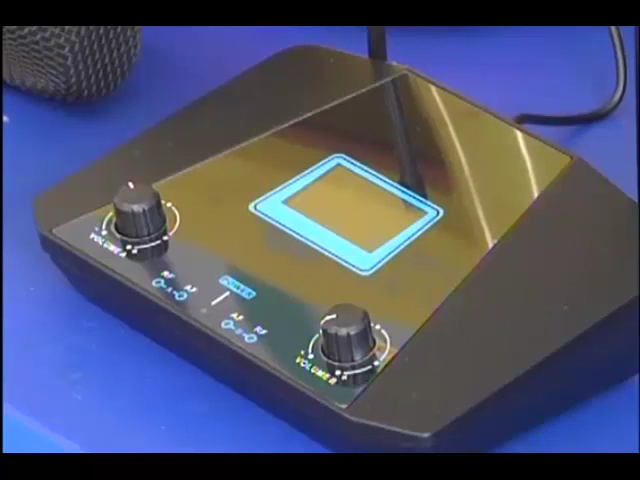 VOLUME A
RF AF
A
POWER
AF RF
B
VOLUME B